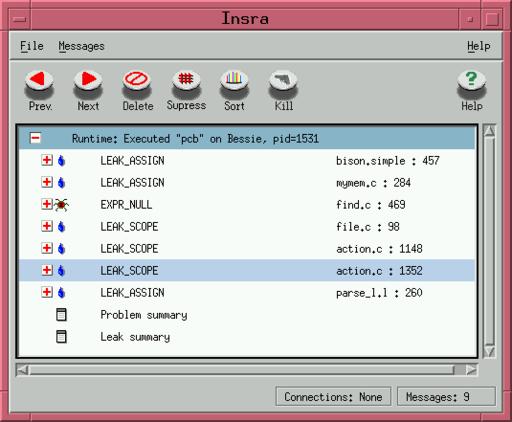 Insra
File Messages Help
Prev. Next Delete Supress Sort Kill Help
Runtime: Executed "pcb" on Bessie, pid=1531
LEAK_ASSIGN bison.simple : 457
LEAK_ASSIGN mymem.c : 284
EXPR_NULL find.c : 469
LEAK_SCOPE file.c : 98
LEAK_SCOPE action.c : 1148
LEAK_SCOPE action.c : 1352
LEAK_ASSIGN parse_l.l : 260
Problem summary
Leak summary
Connections: None Messages: 9